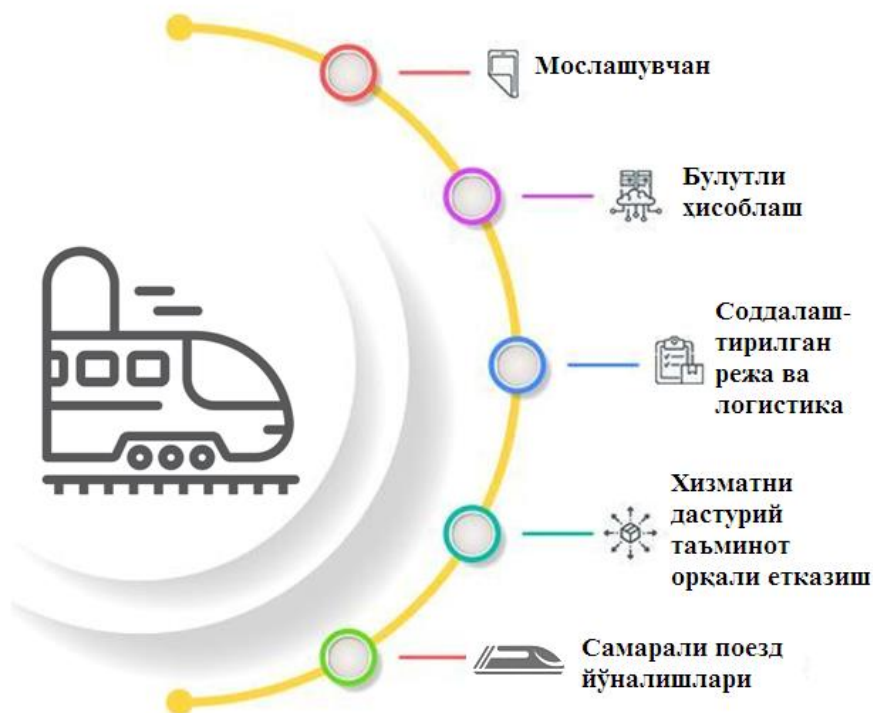 Мослашувчан
Булутли
ҳисоблаш
Соддалаш-
тирилган
режа ва
логистика
Хизматни
дастурий
таъминот
орқали етказиш
Самарали поезд
йўналишлари